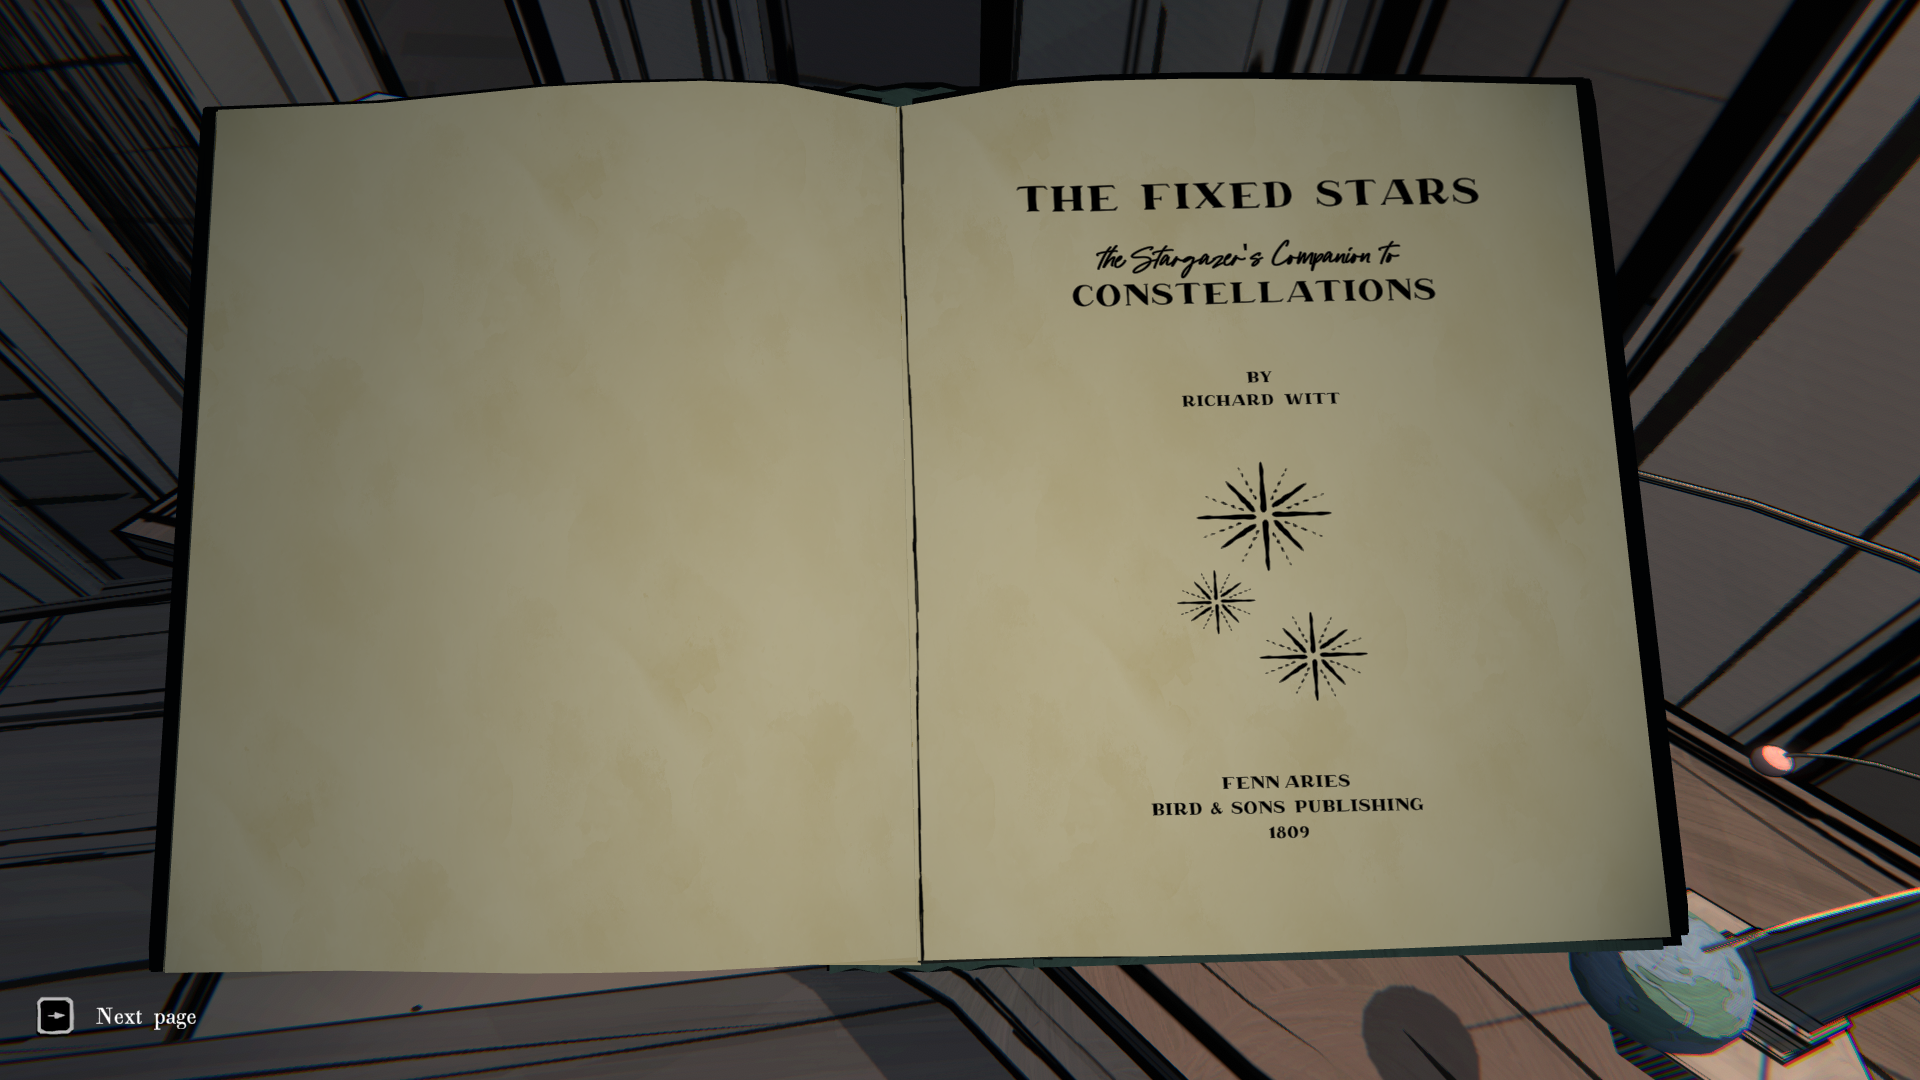 THE FIXED STARS
the Stargazer's Companion to
CONSTELLATIONS
BY
RICHARD WITT
FENN ARIES
BIRD & SONS PUBLISHING
1809
Next page